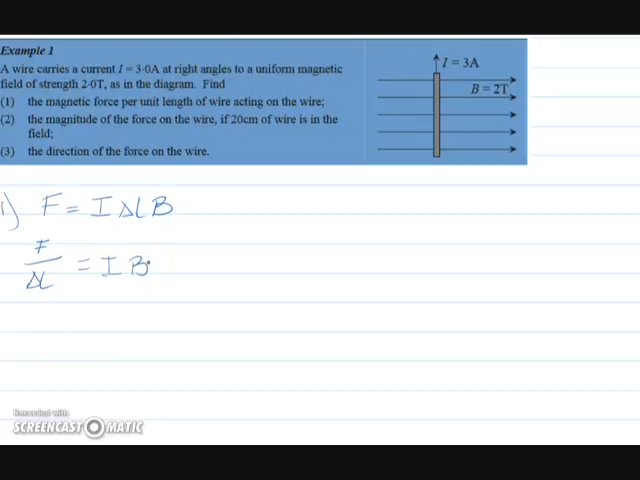 Example 1
A wire carries a current I = 3·0A at right angles to a uniform magnetic
field of strength 2·0T, as in the diagram. Find
(1) the magnetic force per unit length of wire acting on the wire;
(2) the magnitude of the force on the wire, if 20cm of wire is in the
field;
(3) the direction of the force on the wire.
I = 3A
B = 2T
1) F = I Δl B
F
Δl = I B
Recorded with
SCREENCAST O MATIC